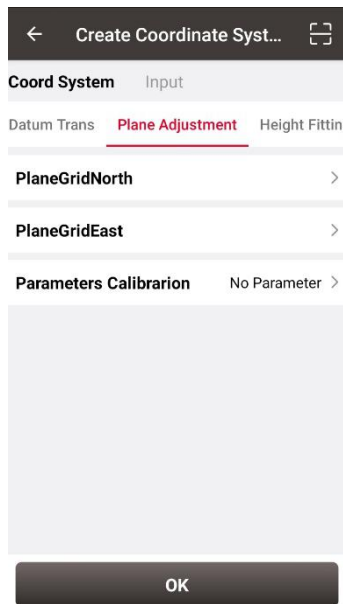 Create Coordinate Syst...
Coord System Input
Datum Trans Plane Adjustment Height Fittin
PlaneGridNorth
PlaneGridEast
Parameters Calibrarion No Parameter
OK